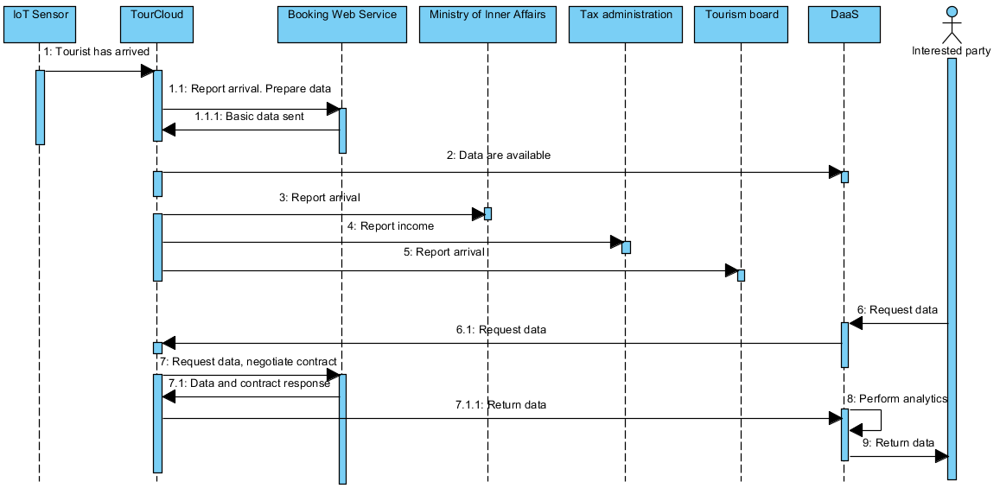 IoT Sensor
TourCloud
Booking Web Service
Ministry of Inner Affairs
Tax administration
Tourism board
DaaS
Interested party
1: Tourist has arrived
1.1: Report arrival. Prepare data
1.1.1: Basic data sent
2: Data are available
3: Report arrival
4: Report income
5: Report arrival
6: Request data
6.1: Request data
7: Request data, negotiate contract
7.1: Data and contract response
8: Perform analytics
7.1.1: Return data
9: Return data